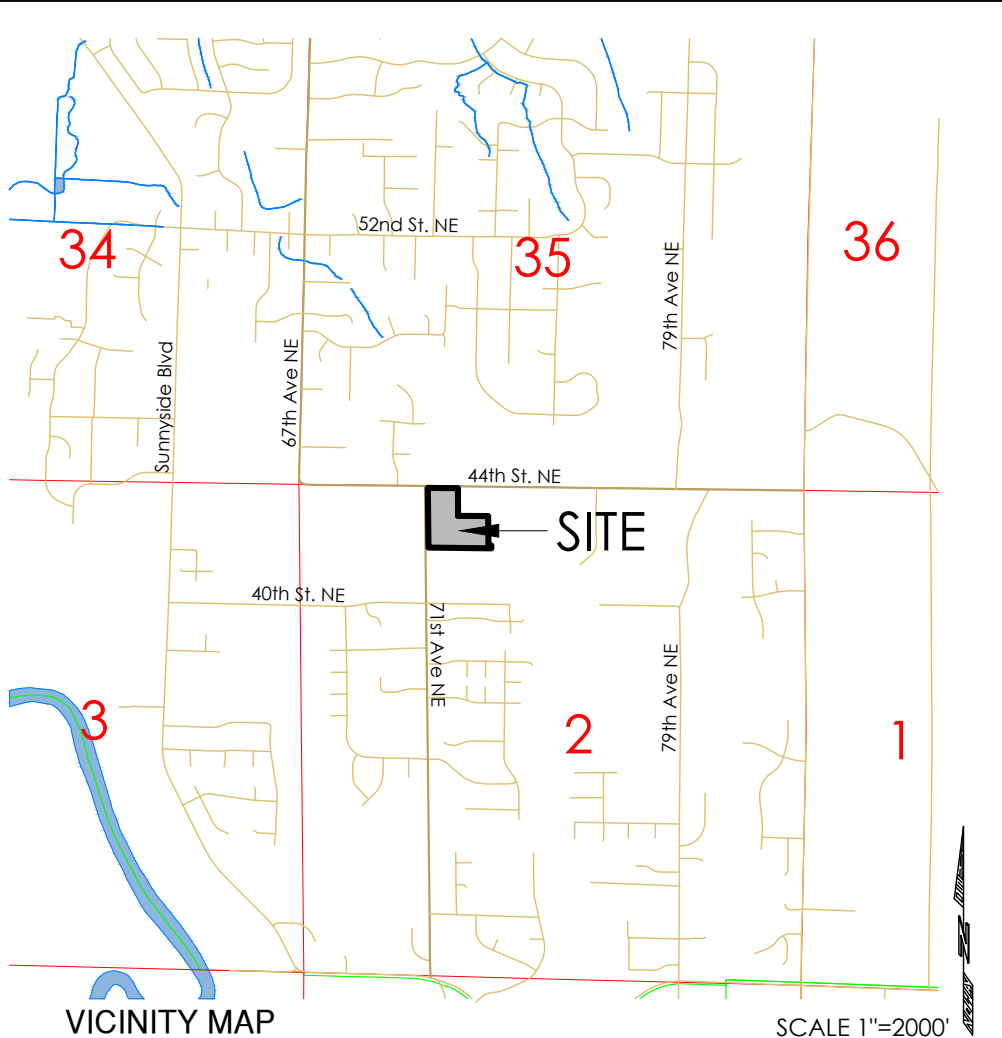 52nd St. NE
34
35
36
79th Ave NE
Sunnyside Blvd
67th Ave NE
44th St. NE
SITE
40th St. NE
71st Ave NE
79th Ave NE
3
2
1
N
VICINITY MAP
SCALE 1"=2000'